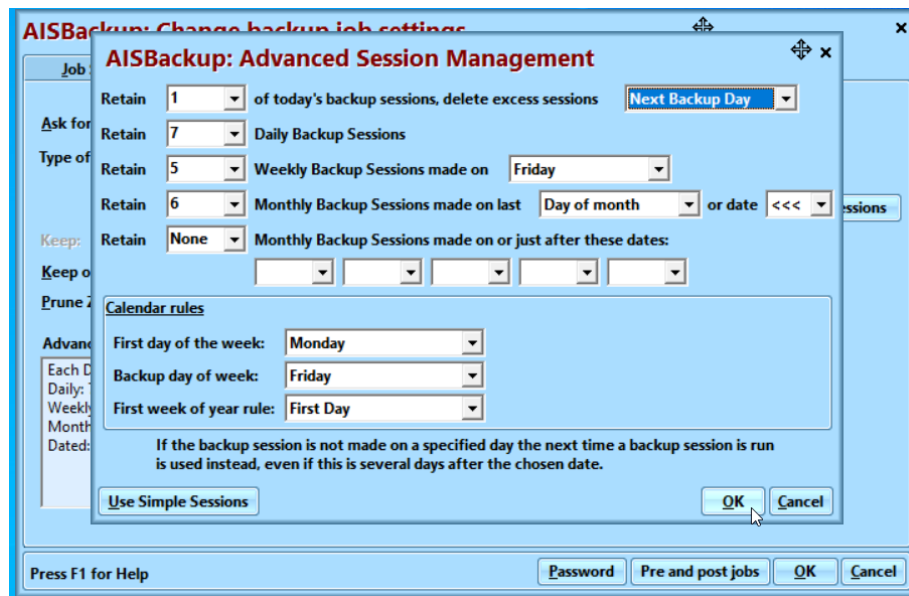 AISBackup: Change backup job settings
AISBackup: Advanced Session Management
Job
Retain 1 of today's backup sessions, delete excess sessions Next Backup Day
Ask for
Retain 7 Daily Backup Sessions
Type of
Retain 5 Weekly Backup Sessions made on Friday
Retain 6 Monthly Backup Sessions made on last Day of month or date <<<
Keep:
Retain None Monthly Backup Sessions made on or just after these dates:
Keep o
Prune
Calendar rules
First day of the week: Monday
Backup day of week: Friday
First week of year rule: First Day
Advanc
Each D
Daily:
Weekly
Month
Dated:
If the backup session is not made on a specified day the next time a backup session is run
is used instead, even if this is several days after the chosen date.
Use Simple Sessions OK Cancel
Press F1 for Help Password Pre and post jobs OK Cancel